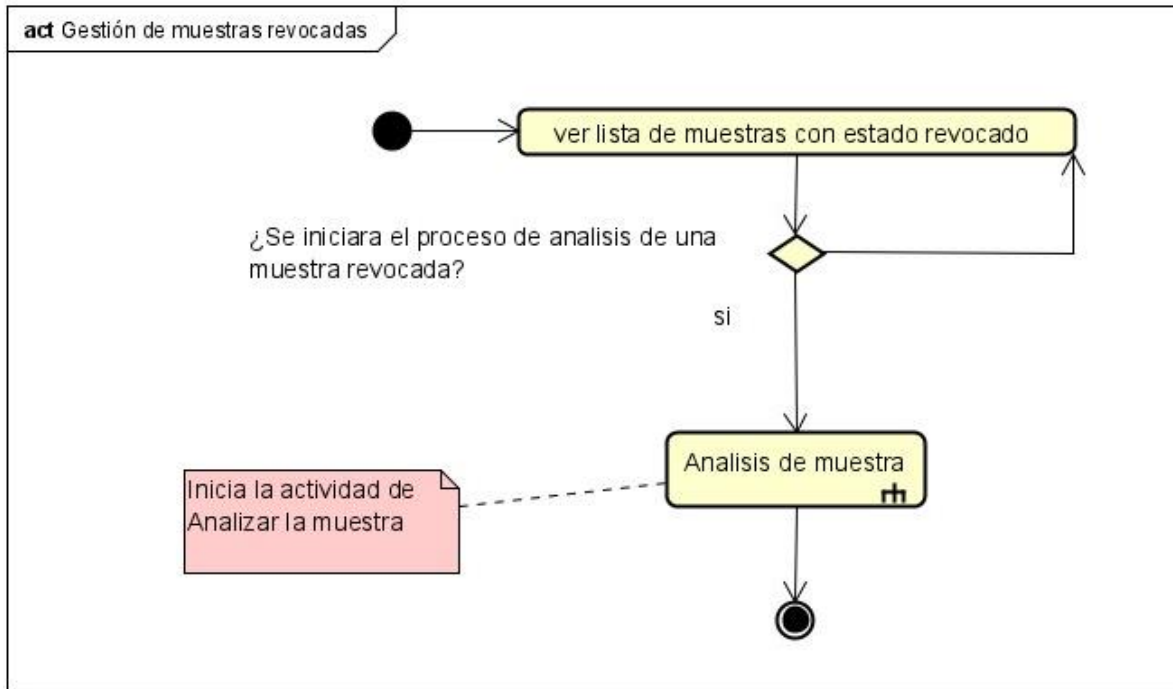 act Gestión de muestras revocadas
ver lista de muestras con estado revocado
¿Se iniciara el proceso de analisis de una
muestra revocada?
si
Analisis de muestra
Inicia la actividad de
Analizar la muestra